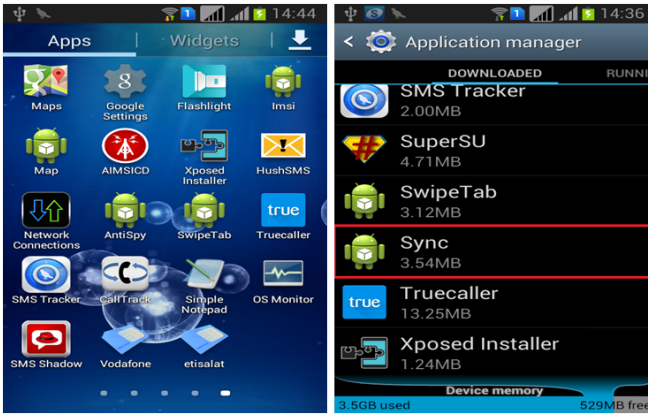 14:44
Apps
Widgets
Maps
Google
Settings
Flashlight
Imsi
Map
AIMSICD
Xposed
Installer
HushSMS
Network
Connections
AntiSpy
SwipeTab
true
Truecaller
SMS Tracker
CallTrack
Simple
Notepad
OS Monitor
SMS Shadow
Vodafone
etisalat
14:36
Application manager
DOWNLOADED
RUNNI
SMS Tracker
2.00MB
SuperSU
4.71MB
SwipeTab
3.12MB
Sync
3.54MB
true
Truecaller
13.25MB
Xposed Installer
1.24MB
Device memory
3.5GB used
529MB free